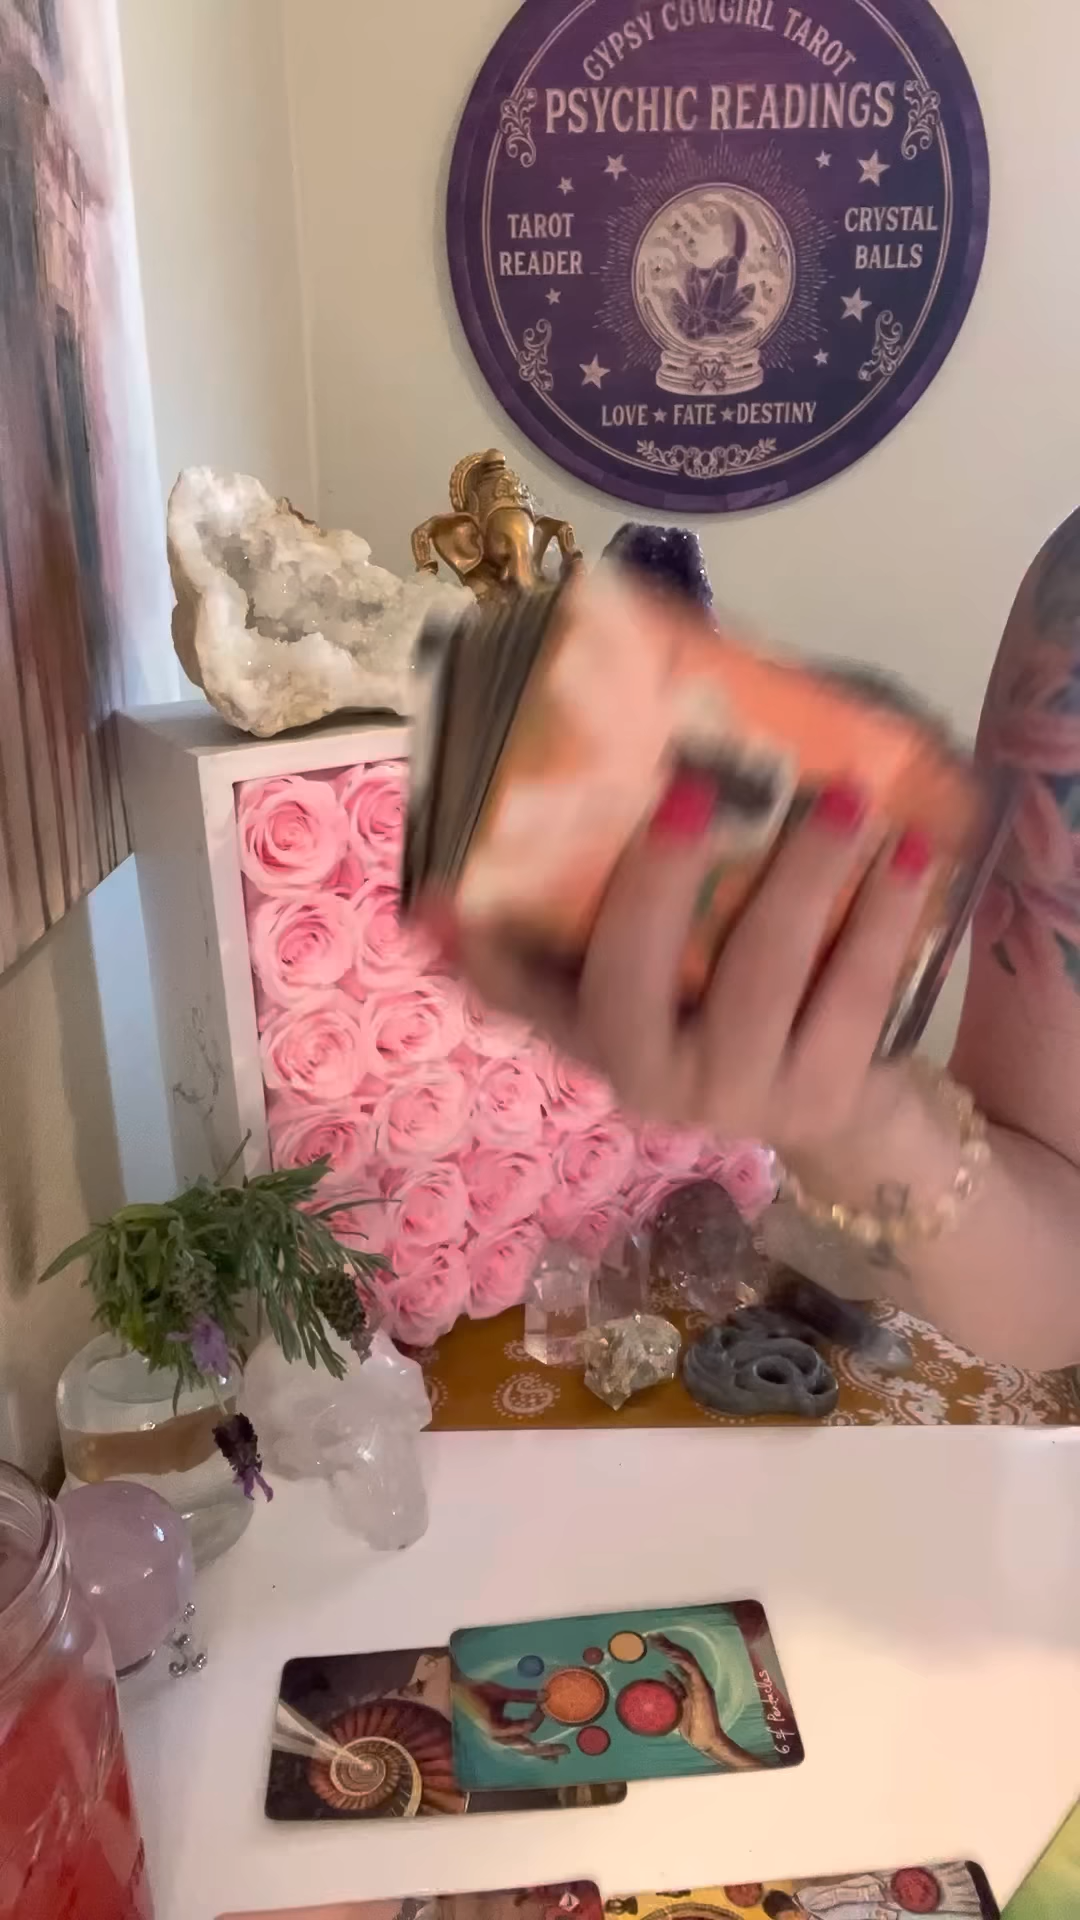 GYPSY COWGIRL TAROT
PSYCHIC READINGS
TAROT
READER
CRYSTAL
BALLS
LOVE ★ FATE ★ DESTINY
6 of Pentacles